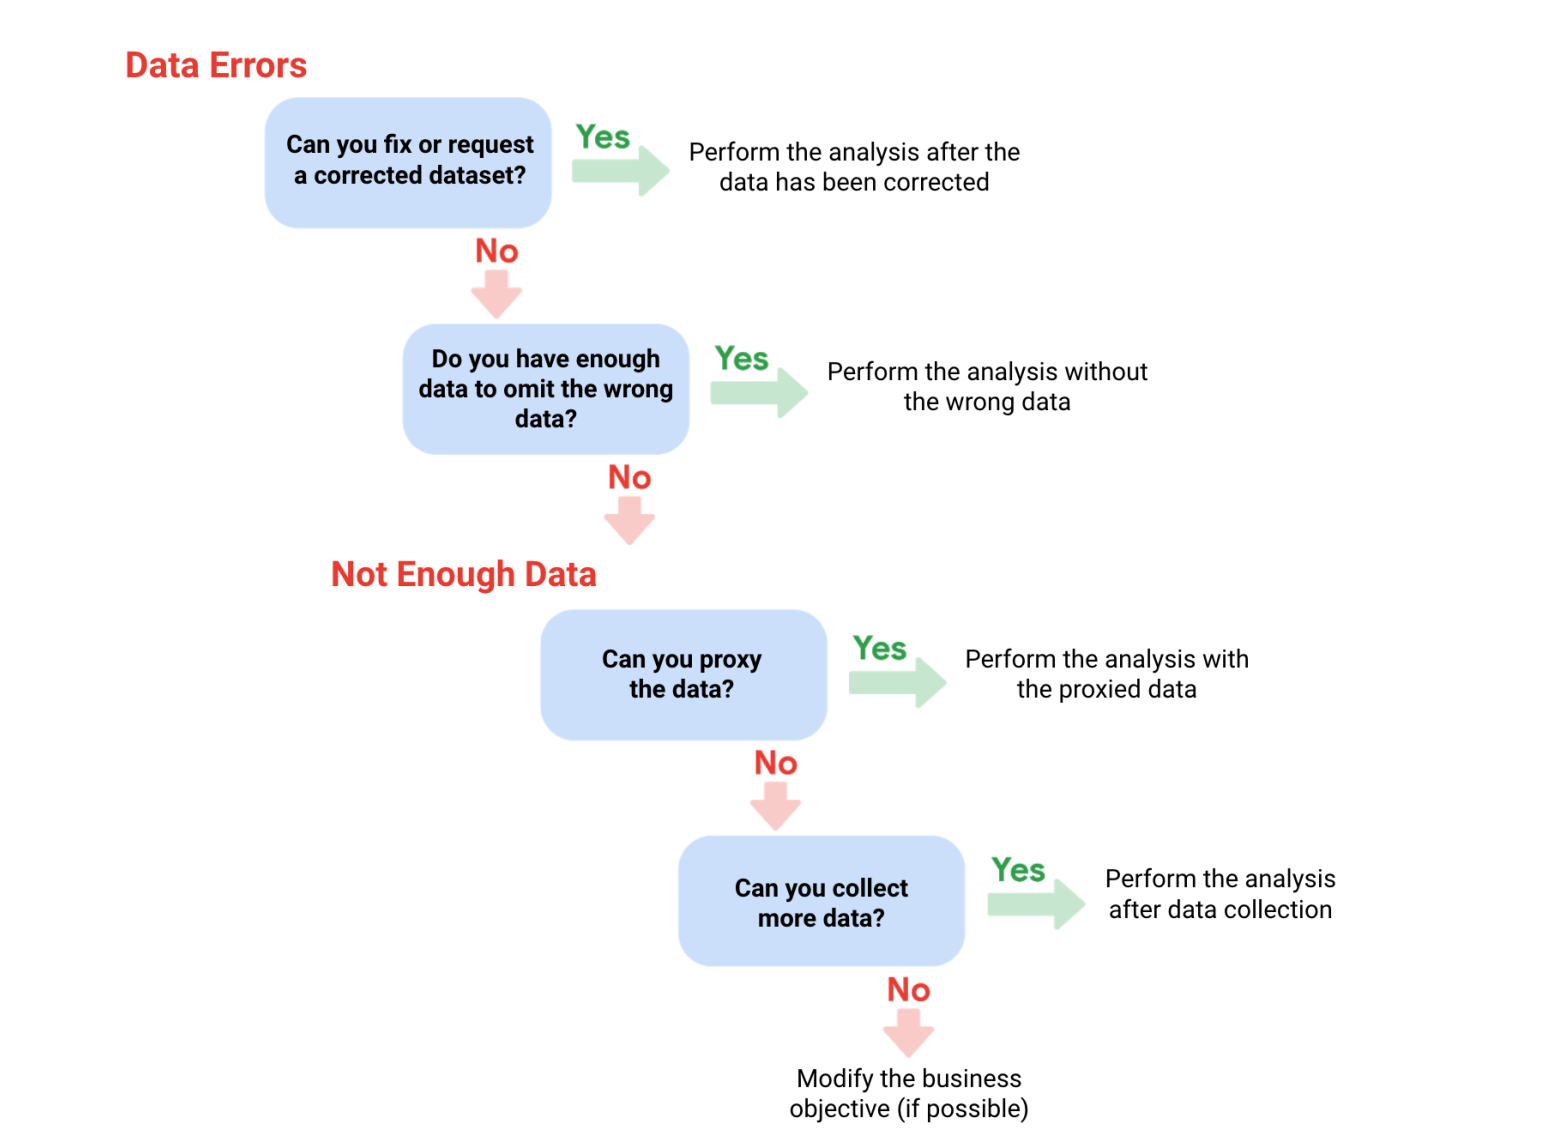 Data Errors
Can you fix or request
a corrected dataset?
Yes
Perform the analysis after the
data has been corrected
No
Do you have enough
data to omit the wrong
data?
Yes
Perform the analysis without
the wrong data
No
Not Enough Data
Can you proxy
the data?
Yes
Perform the analysis with
the proxied data
No
Can you collect
more data?
Yes
Perform the analysis
after data collection
No
Modify the business
objective (if possible)